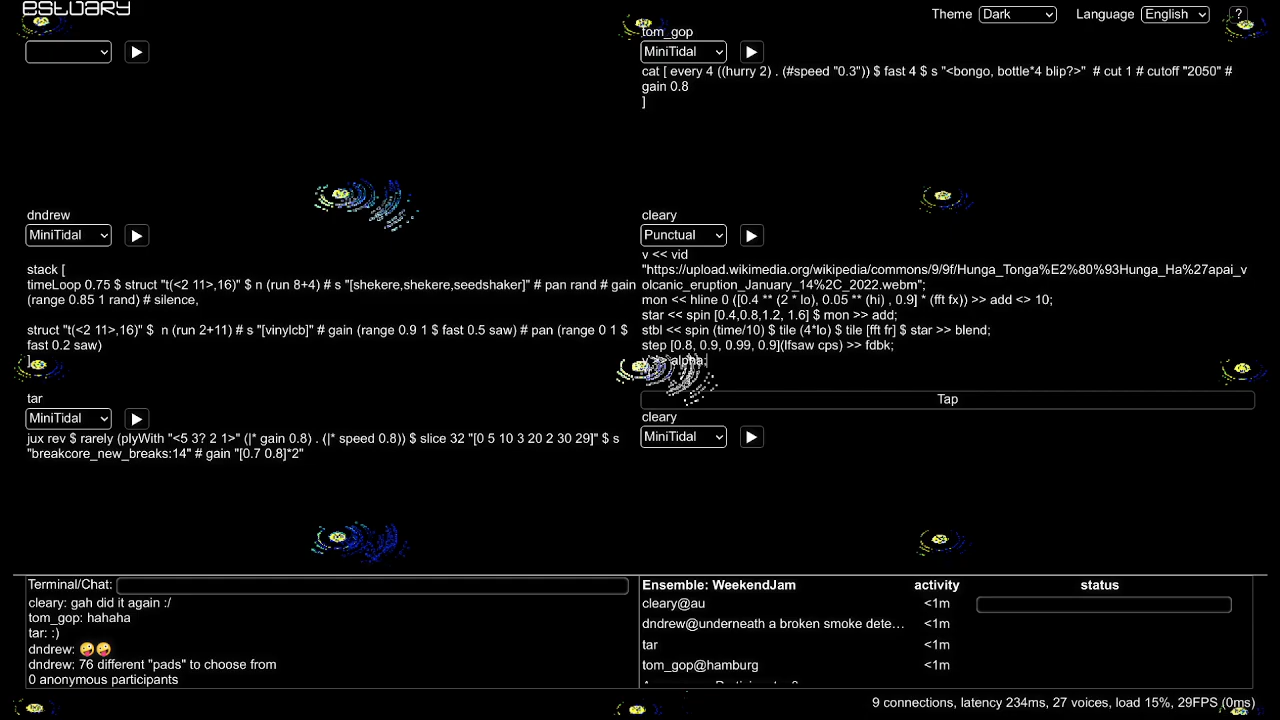 estuary
Theme Dark Language English ?
tom_gop
MiniTidal
cat [ every 4 ((hurry 2) . (#speed "0.3")) $ fast 4 $ s "<bongo, bottle*4 blip?>"  # cut 1 # cutoff "2050" #
gain 0.8
]
dndrew
MiniTidal
stack [
timeLoop 0.75 $ struct "t(<2 11>,16)" $ n (run 8+4) # s "[shekere,shekere,seedshaker]" # pan rand # gain
(range 0.85 1 rand) # silence,
struct "t(<2 11>,16)" $  n (run 2+11) # s "[vinylcb]" # gain (range 0.9 1 $ fast 0.5 saw) # pan (range 0 1 $
fast 0.2 saw)
]
cleary
Punctual
v << vid
"https://upload.wikimedia.org/wikipedia/commons/9/9f/Hunga_Tonga%E2%80%93Hunga_Ha%27apai_v
olcanic_eruption_January_14%2C_2022.webm";
mon << hline 0 ([0.4 ** (2 * lo), 0.05 ** (hi) , 0.9] * (fft fx)) >> add <> 10;
star << spin [0.4,0.8,1.2, 1.6] $ mon >> add;
stbl << spin (time/10) $ tile (4*lo) $ tile [fft fr] $ star >> blend;
step [0.8, 0.9, 0.99, 0.9](lfsaw cps) >> fdbk;
v >> alpha;
tar
MiniTidal
jux rev $ rarely (plyWith "<5 3? 2 1>" (|* gain 0.8) . (|* speed 0.8)) $ slice 32 "[0 5 10 3 20 2 30 29]" $ s
"breakcore_new_breaks:14" # gain "[0.7 0.8]*2"
Tap
cleary
MiniTidal
Terminal/Chat:
cleary: gah did it again :/
tom_gop: hahaha
tar: :)
dndrew: 🤪🤪
dndrew: 76 different "pads" to choose from
0 anonymous participants
Ensemble: WeekendJam activity status
cleary@au <1m
dndrew@underneath a broken smoke dete… <1m
tar <1m
tom_gop@hamburg <1m
9 connections, latency 234ms, 27 voices, load 15%, 29FPS (0ms)